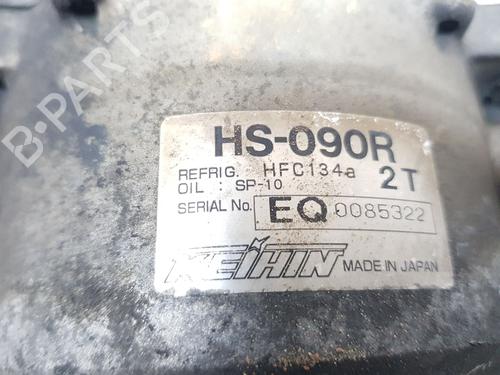 B-PARTS
HS-090R
REFRIG. HFC134a 2T
OIL : SP-10
SERIAL No. EQ 0085322
KEIHIN MADE IN JAPAN